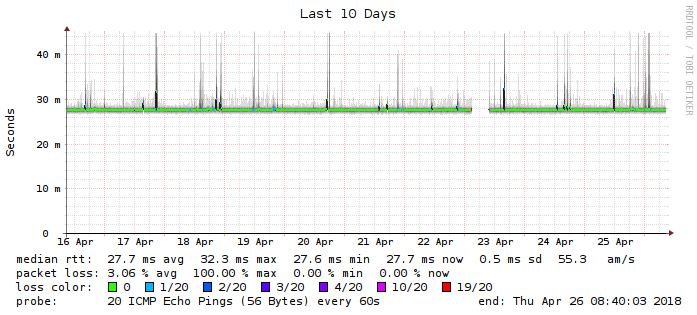 Last 10 Days
RRDTOOL / TOBI OETIKER
Seconds
40 m
30 m
20 m
10 m
0
16 Apr 17 Apr 18 Apr 19 Apr 20 Apr 21 Apr 22 Apr 23 Apr 24 Apr 25 Apr
median rtt: 27.7 ms avg 32.3 ms max 27.6 ms min 27.7 ms now 0.5 ms sd 55.3 am/s
packet loss: 3.06 % avg 100.00 % max 0.00 % min 0.00 % now
loss color: 0 1/20 2/20 3/20 4/20 10/20 19/20
probe: 20 ICMP Echo Pings (56 Bytes) every 60s end: Thu Apr 26 08:40:03 2018